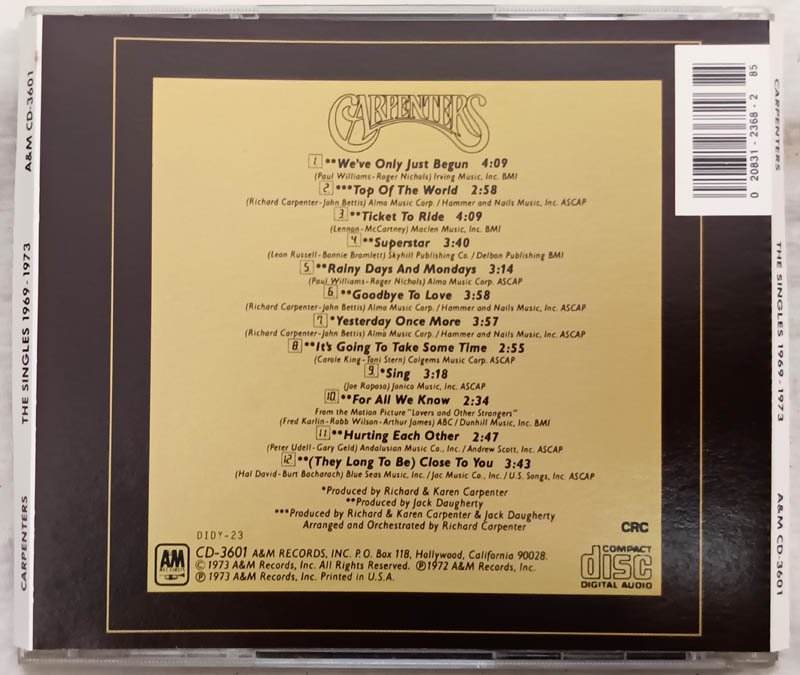 CARPENTERS
1 **We've Only Just Begun 4:09
(Paul Williams-Roger Nichols) Irving Music, Inc. BMI
2 ***Top Of The World 2:58
(Richard Carpenter-John Bettis) Almo Music Corp. / Hammer and Nails Music, Inc. ASCAP
3 *Ticket To Ride 4:09
(Lennon-McCartney) Maclen Music, Inc. BMI
4 **Superstar 3:40
(Leon Russell-Bonnie Bramlett) Skyhill Publishing Co. / Delbon Publishing BMI
5 **Rainy Days And Mondays 3:14
(Paul Williams-Roger Nichols) Almo Music Corp. ASCAP
6 **Goodbye To Love 3:58
(Richard Carpenter-John Bettis) Almo Music Corp. / Hammer and Nails Music, Inc. ASCAP
7 *Yesterday Once More 3:57
(Richard Carpenter-John Bettis) Almo Music Corp. / Hammer and Nails Music, Inc. ASCAP
8 **It's Going To Take Some Time 2:55
(Carole King-Toni Stern) Colgems Music Corp. ASCAP
9 *Sing 3:18
(Joe Raposo) Jonico Music, Inc. ASCAP
10 **For All We Know 2:34
From the Motion Picture "Lovers and Other Strangers"
(Fred Karlin-Robb Wilson-Arthur James) ABC / Dunhill Music, Inc. BMI
11 **Hurting Each Other 2:47
(Peter Udell-Gary Geld) Andalusian Music Co., Inc. / Andrew Scott, Inc. ASCAP
12 **(They Long To Be) Close To You 3:43
(Hal David-Burt Bacharach) Blue Seas Music, Inc. / Jac Music Co., Inc. / U.S. Songs, Inc. ASCAP
*Produced by Richard & Karen Carpenter
**Produced by Jack Daugherty
***Produced by Richard & Karen Carpenter & Jack Daugherty
Arranged and Orchestrated by Richard Carpenter
DIDY-23
CRC
A&M
CD-3601 A&M RECORDS, INC. P.O. Box 118, Hollywood, California 90028.
©1973 A&M Records, Inc. All Rights Reserved. ℗1972 A&M Records, Inc.
℗1973 A&M Records, Inc. Printed in U.S.A.
COMPACT
disc
DIGITAL AUDIO
0 20831-2368-2 85
CARPENTERS THE SINGLES 1969-1973 A&M CD-3601
CARPENTERS THE SINGLES 1969-1973 A&M CD-3601